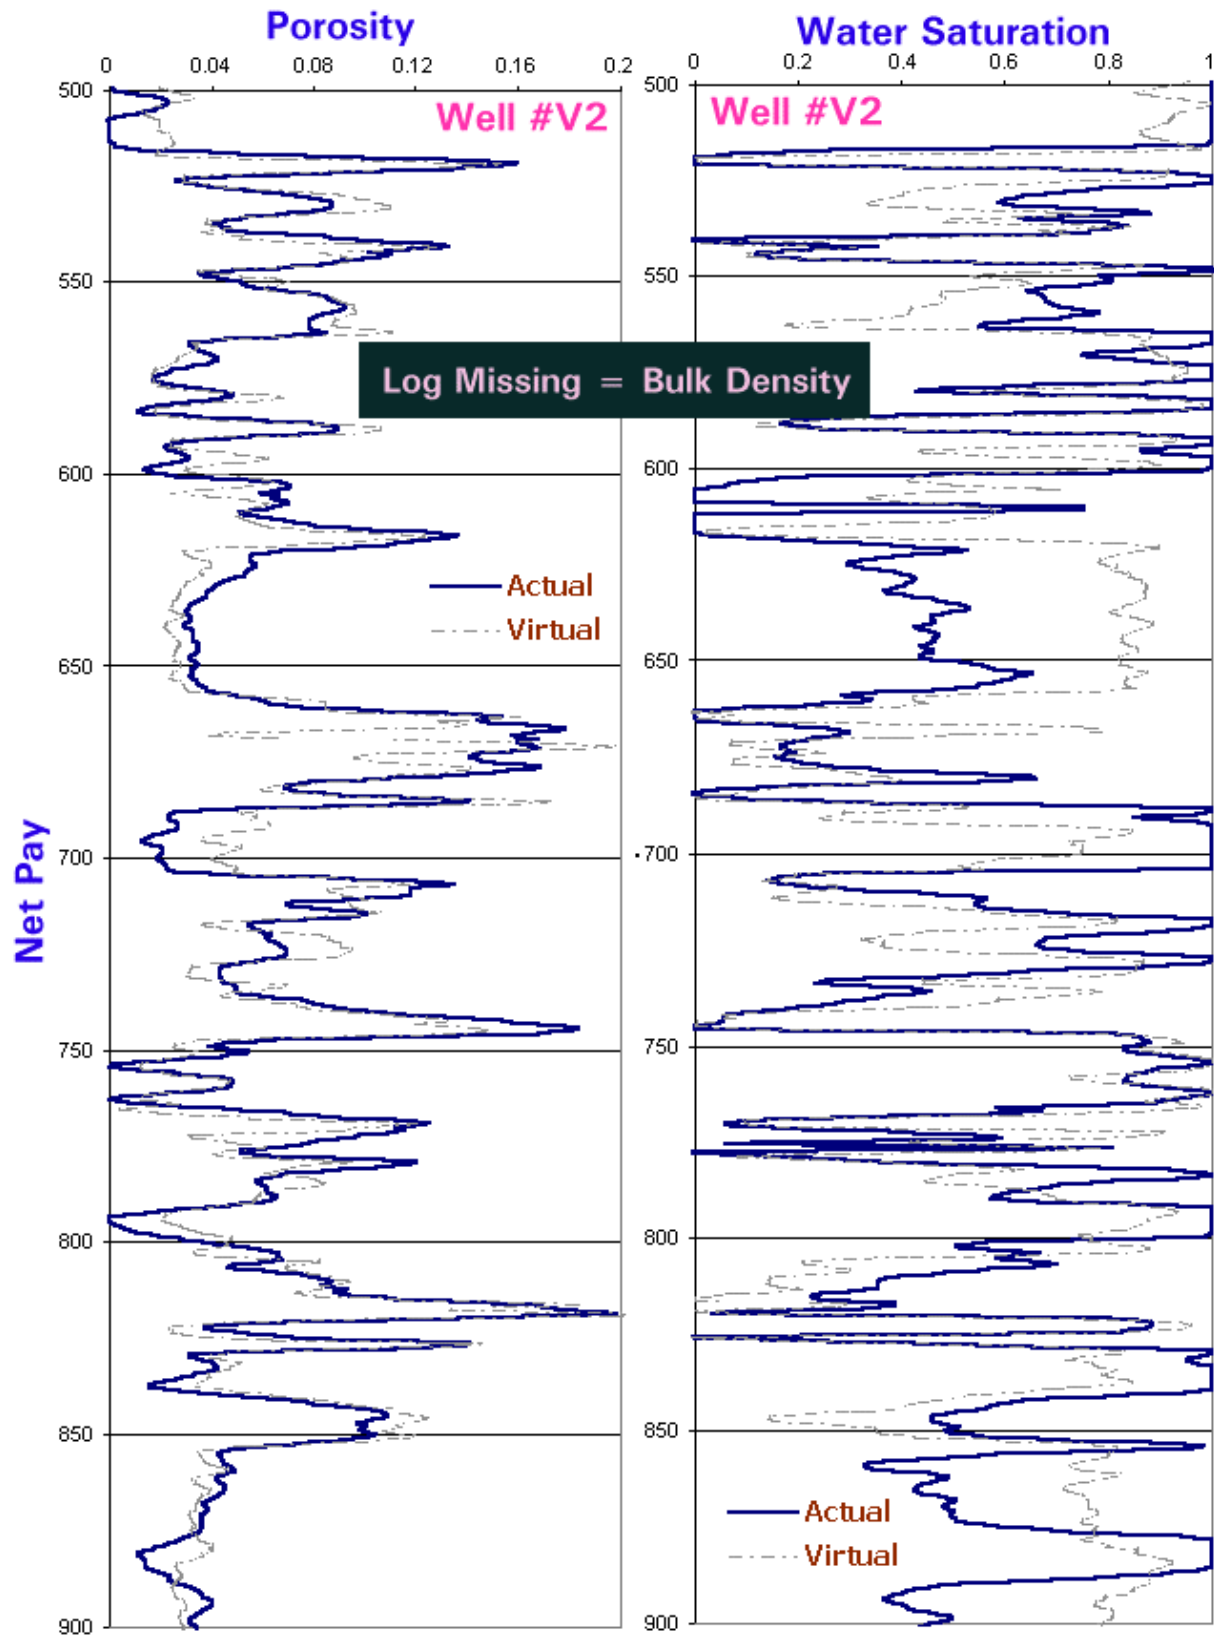 Porosity
Water Saturation
0 0.04 0.08 0.12 0.16 0.2
0 0.2 0.4 0.6 0.8 1
500
Well #V2
500
Well #V2
550
550
Log Missing = Bulk Density
600
600
Actual
Virtual
650
650
Net Pay
700
700
750
750
800
800
850
850
Actual
Virtual
900
900